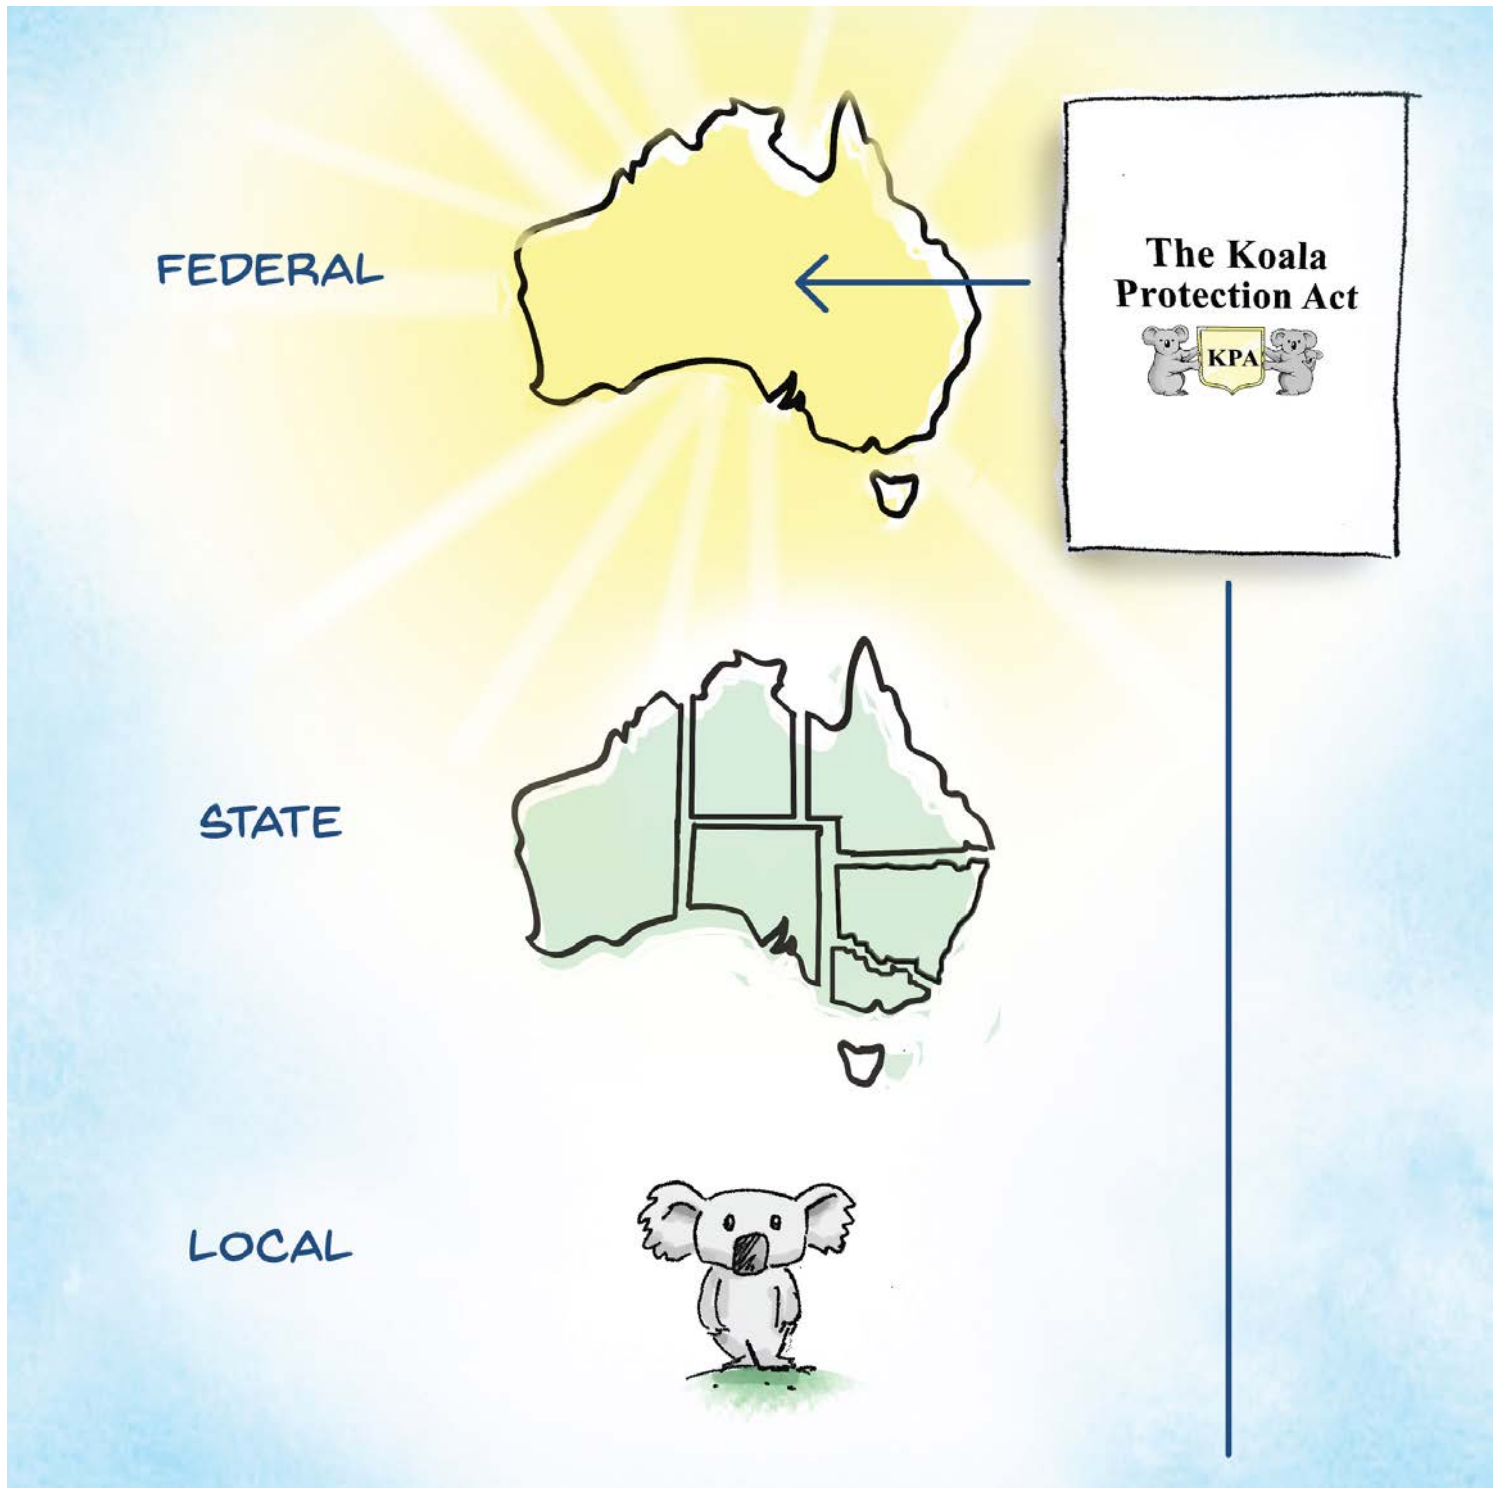 FEDERAL
The Koala
Protection Act
KPA
STATE
LOCAL